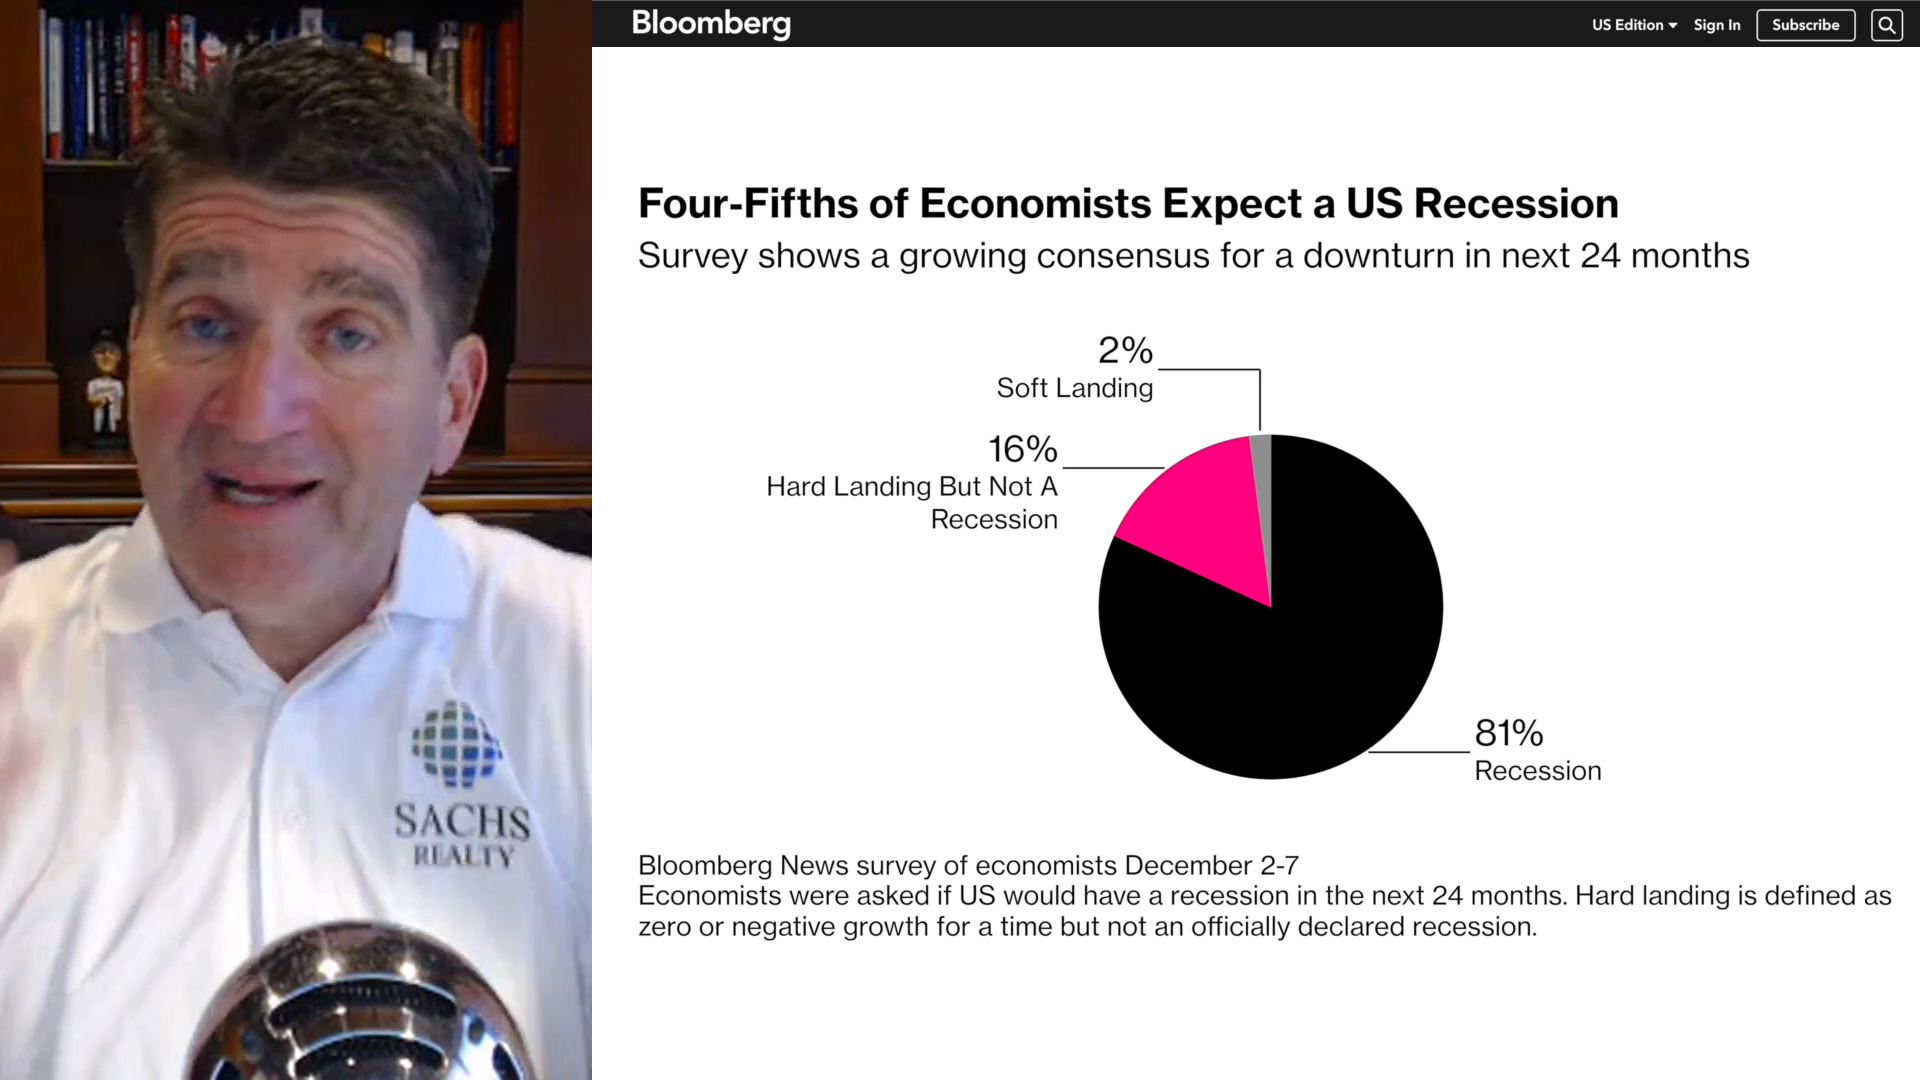 Bloomberg
US Edition
Sign In
Subscribe
Four-Fifths of Economists Expect a US Recession
Survey shows a growing consensus for a downturn in next 24 months
2%
Soft Landing
16%
Hard Landing But Not A
Recession
81%
Recession
Bloomberg News survey of economists December 2-7
Economists were asked if US would have a recession in the next 24 months. Hard landing is defined as
zero or negative growth for a time but not an officially declared recession.
SACHS
REALTY